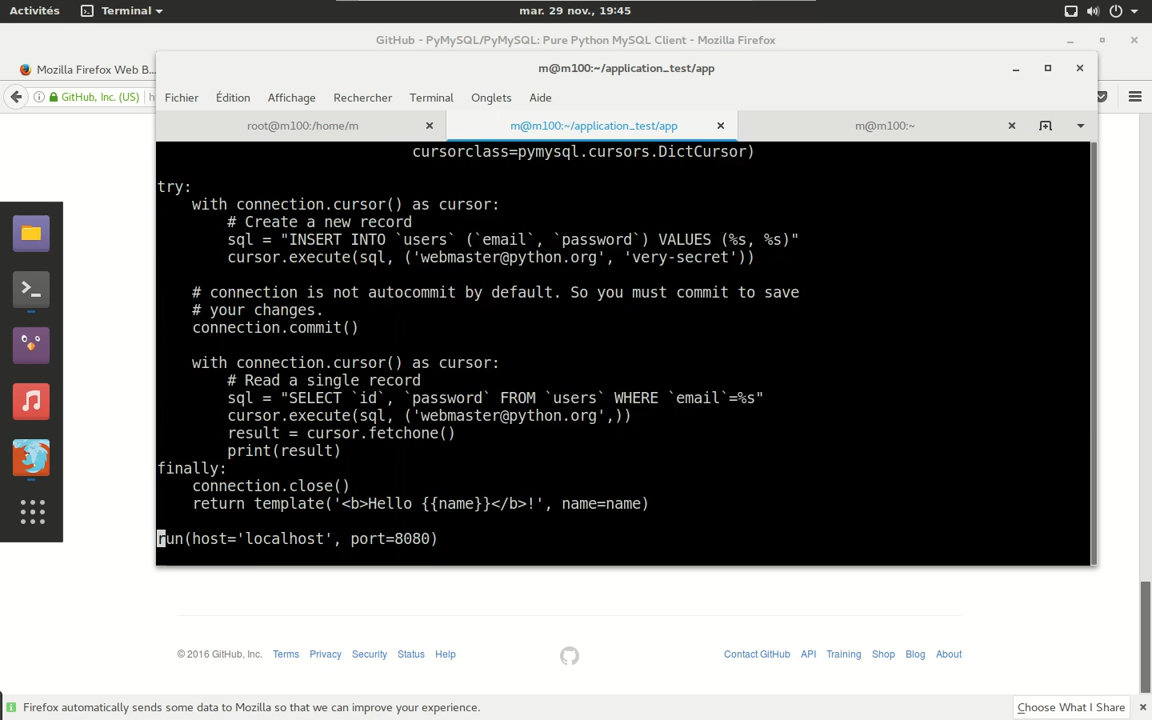 Activités
Terminal
mar. 29 nov., 19:45
GitHub - PyMySQL/PyMySQL: Pure Python MySQL Client - Mozilla Firefox
Mozilla Firefox Web B...
GitHub, Inc. (US)
m@m100:~/application_test/app
Fichier Édition Affichage Rechercher Terminal Onglets Aide
root@m100:/home/m
m@m100:~/application_test/app
m@m100:~
cursorclass=pymysql.cursors.DictCursor)
try:
    with connection.cursor() as cursor:
        # Create a new record
        sql = "INSERT INTO `users` (`email`, `password`) VALUES (%s, %s)"
        cursor.execute(sql, ('webmaster@python.org', 'very-secret'))
    # connection is not autocommit by default. So you must commit to save
    # your changes.
    connection.commit()
    with connection.cursor() as cursor:
        # Read a single record
        sql = "SELECT `id`, `password` FROM `users` WHERE `email`=%s"
        cursor.execute(sql, ('webmaster@python.org',))
        result = cursor.fetchone()
        print(result)
finally:
    connection.close()
    return template('<b>Hello {{name}}</b>!', name=name)
run(host='localhost', port=8080)
© 2016 GitHub, Inc. Terms Privacy Security Status Help
Contact GitHub API Training Shop Blog About
Firefox automatically sends some data to Mozilla so that we can improve your experience.
Choose What I Share